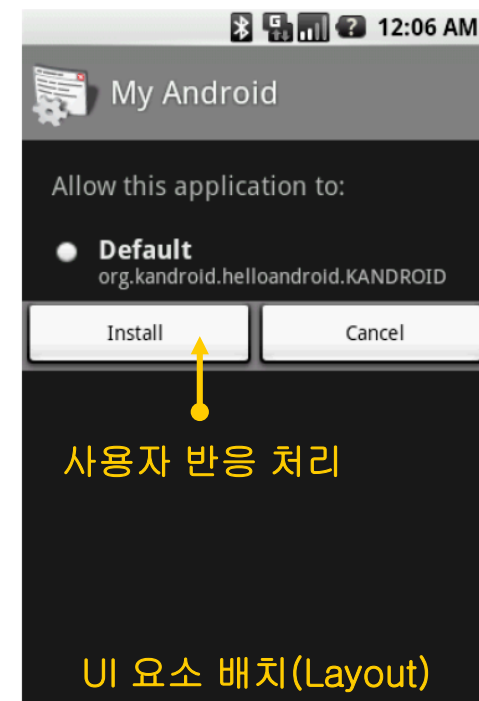 12:06 AM
My Android
Allow this application to:
Default
org.kandroid.helloandroid.KANDROID
Install Cancel
사용자 반응 처리
UI 요소 배치(Layout)